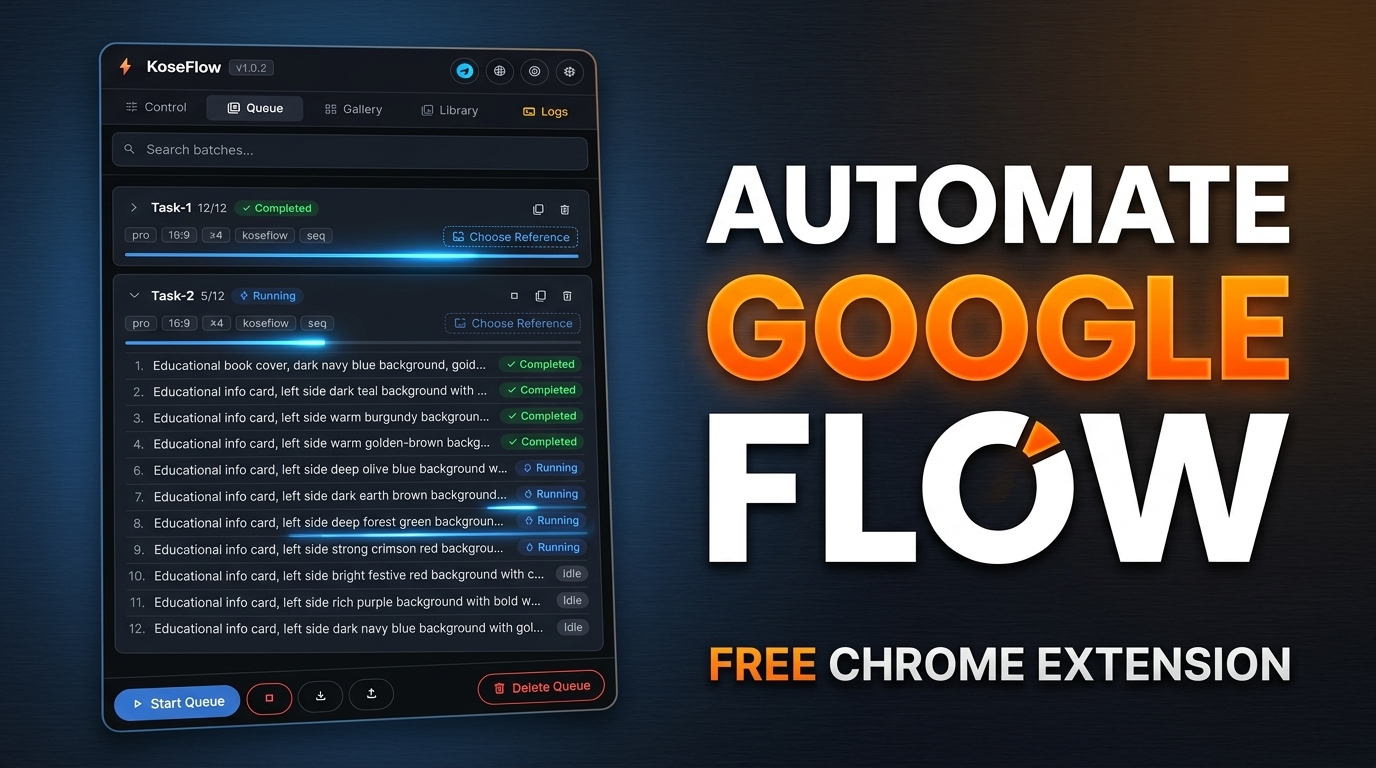 KoseFlow v1.0.2
Control Queue Gallery Library Logs
Search batches...
Task-1 12/12 Completed
pro 16:9 ×4 koseflow seq Choose Reference
Task-2 5/12 Running
pro 16:9 ×4 koseflow seq Choose Reference
1. Educational book cover, dark navy blue background, goid... Completed
2. Educational info card, left side dark teal background with ... Completed
3. Educational info card, left side warm burgundy backgroun... Completed
4. Educational info card, left side warm golden-brown backg... Completed
6. Educational info card, left side deep olive blue background w... Running
7. Educational info card, left side dark earth brown background... Running
8. Educational info card, left side deep forest green backgroun... Running
9. Educational info card, left side strong crimson red backgrou... Running
10. Educational info card, left side bright festive red background with c... Idle
11. Educational info card, left side rich purple background with bold w... Idle
12. Educational info card, left side dark navy blue background with gol... Idle
Start Queue Delete Queue
AUTOMATE
GOOGLE
FLOW
FREE CHROME EXTENSION